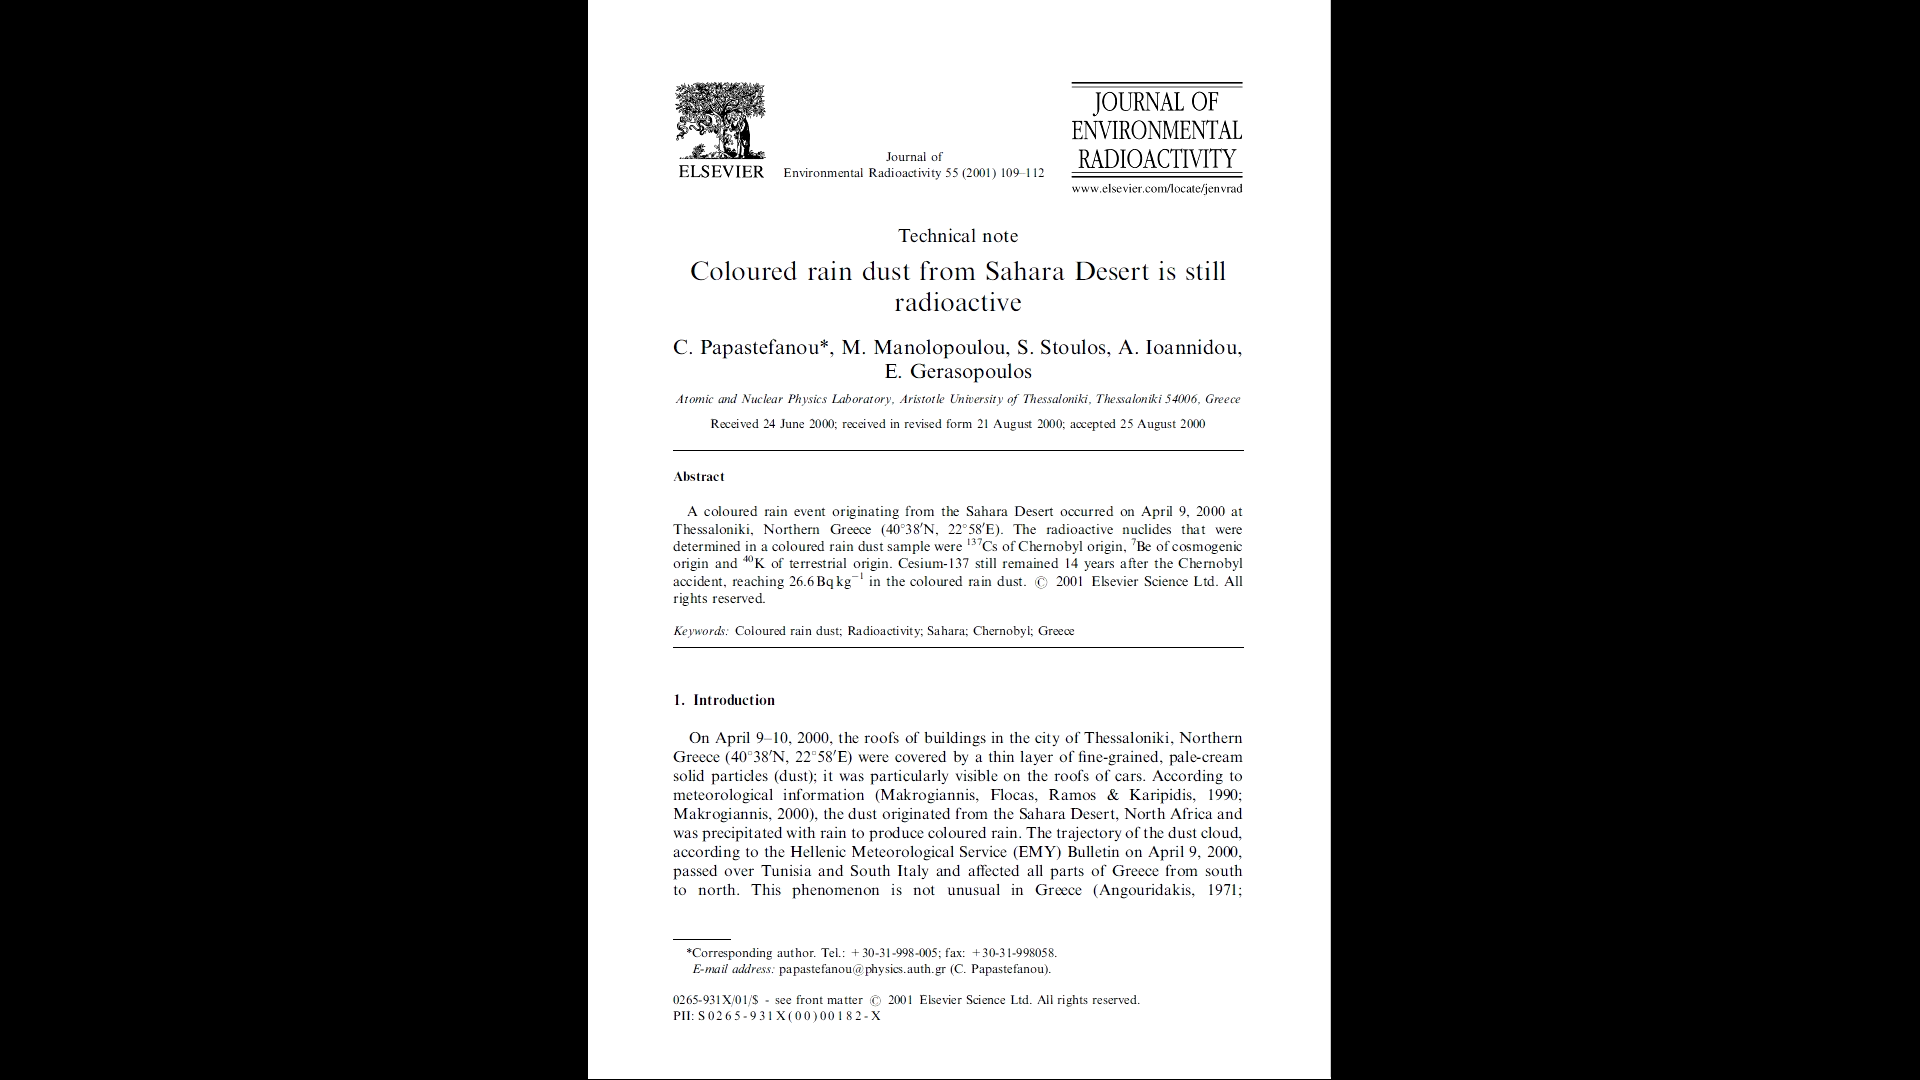 ELSEVIER
Journal of
Environmental Radioactivity 55 (2001) 109–112
JOURNAL OF
ENVIRONMENTAL
RADIOACTIVITY
www.elsevier.com/locate/jenvrad
Technical note
Coloured rain dust from Sahara Desert is still
radioactive
C. Papastefanou*, M. Manolopoulou, S. Stoulos, A. Ioannidou,
E. Gerasopoulos
Atomic and Nuclear Physics Laboratory, Aristotle University of Thessaloniki, Thessaloniki 54006, Greece
Received 24 June 2000; received in revised form 21 August 2000; accepted 25 August 2000
Abstract
A coloured rain event originating from the Sahara Desert occurred on April 9, 2000 at
Thessaloniki, Northern Greece (40°38′N, 22°58′E). The radioactive nuclides that were
determined in a coloured rain dust sample were ¹³⁷Cs of Chernobyl origin, ⁷Be of cosmogenic
origin and ⁴⁰K of terrestrial origin. Cesium-137 still remained 14 years after the Chernobyl
accident, reaching 26.6 Bq kg⁻¹ in the coloured rain dust. © 2001 Elsevier Science Ltd. All
rights reserved.
Keywords: Coloured rain dust; Radioactivity; Sahara; Chernobyl; Greece
1. Introduction
On April 9–10, 2000, the roofs of buildings in the city of Thessaloniki, Northern
Greece (40°38′N, 22°58′E) were covered by a thin layer of fine-grained, pale-cream
solid particles (dust); it was particularly visible on the roofs of cars. According to
meteorological information (Makrogiannis, Flocas, Ramos & Karipidis, 1990;
Makrogiannis, 2000), the dust originated from the Sahara Desert, North Africa and
was precipitated with rain to produce coloured rain. The trajectory of the dust cloud,
according to the Hellenic Meteorological Service (EMY) Bulletin on April 9, 2000,
passed over Tunisia and South Italy and affected all parts of Greece from south
to north. This phenomenon is not unusual in Greece (Angouridakis, 1971;
*Corresponding author. Tel.: +30-31-998-005; fax: +30-31-998058.
E-mail address: papastefanou@physics.auth.gr (C. Papastefanou).
0265-931X/01/$ - see front matter © 2001 Elsevier Science Ltd. All rights reserved.
PII: S0265-931X(00)00182-X